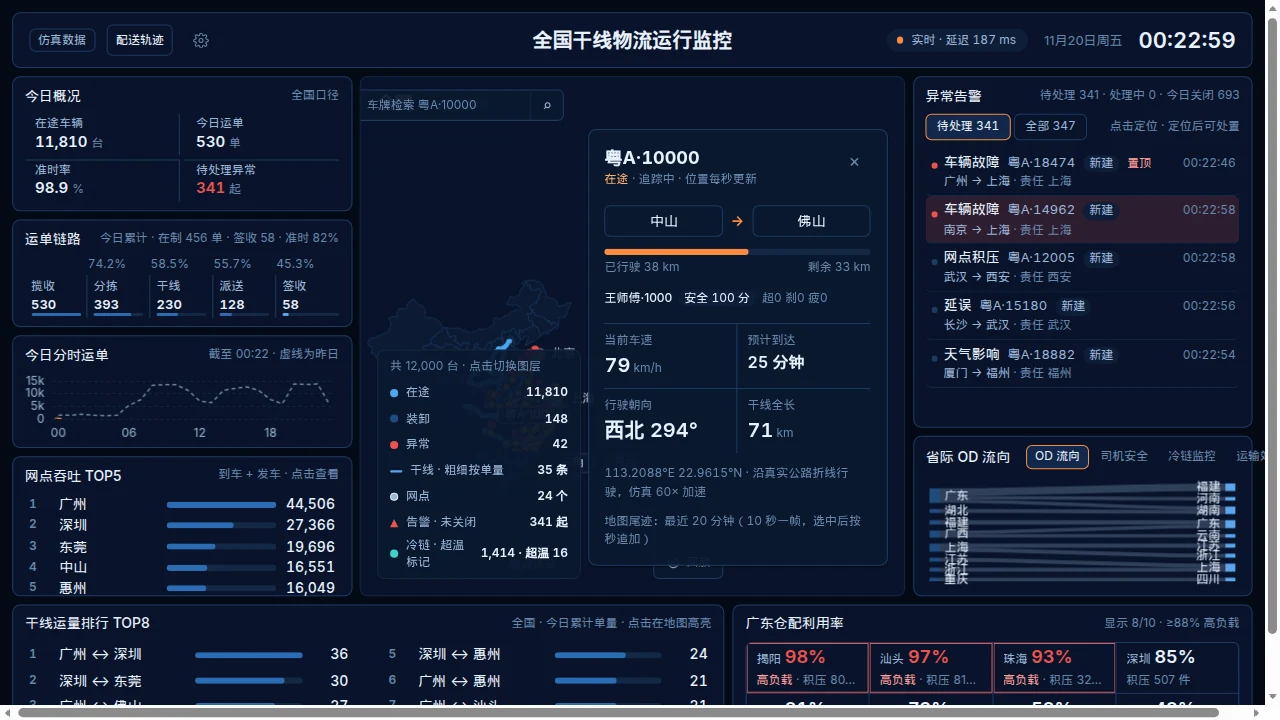 仿真数据 配送轨迹 全国干线物流运行监控 实时 · 延迟 187 ms 11月20日周五 00:22:59
今日概况 全国口径
在途车辆 今日运单
11,810 台 530 单
准时率 待处理异常
98.9 % 341 起
运单链路 今日累计 · 在制 456 单 · 签收 58 · 准时 82%
74.2% 58.5% 55.7% 45.3%
揽收 分拣 干线 派送 签收
530 393 230 128 58
今日分时运单 截至 00:22 · 虚线为昨日
15k
10k
5k
0
00 06 12 18
网点吞吐 TOP5 到车 + 发车 · 点击查看
1 广州 44,506
2 深圳 27,366
3 东莞 19,696
4 中山 16,551
5 惠州 16,049
车牌检索 粤A·10000
共 12,000 台 · 点击切换图层
在途 11,810
装卸 148
异常 42
干线 · 粗细按单量 35 条
网点 24 个
告警 · 未关闭 341 起
冷链 · 超温标记 1,414 · 超温 16
粤A·10000 ×
在途 · 追踪中 · 位置每秒更新
中山 → 佛山
已行驶 38 km 剩余 33 km
王师傅·1000 安全 100 分 超0 刹0 疲0
当前车速 预计到达
79 km/h 25 分钟
行驶朝向 干线全长
西北 294° 71 km
113.2088°E 22.9615°N · 沿真实公路折线行
驶，仿真 60× 加速
地图尾迹：最近 20 分钟（10 秒一帧，选中后按
秒追加）
异常告警 待处理 341 · 处理中 0 · 今日关闭 693
待处理 341 全部 347 点击定位 · 定位后可处置
车辆故障 粤A·18474 新建 置顶 00:22:46
广州 → 上海 · 责任 上海
车辆故障 粤A·14962 新建 00:22:58
南京 → 上海 · 责任 上海
网点积压 粤A·12005 新建 00:22:58
武汉 → 西安 · 责任 西安
延误 粤A·15180 新建 00:22:56
长沙 → 武汉 · 责任 武汉
天气影响 粤A·18882 新建 00:22:54
厦门 → 福州 · 责任 福州
省际 OD 流向 OD 流向 司机安全 冷链监控 运输
广东 福建
湖北 河南
福建 湖南
广西 广东
上海 云南
江苏 江苏
浙江 浙江
重庆 上海
四川
干线运量排行 TOP8 全国 · 今日累计单量 · 点击在地图高亮
1 广州 ↔ 深圳 36 5 深圳 ↔ 惠州 24
2 深圳 ↔ 东莞 30 6 广州 ↔ 惠州 21
广东仓配利用率 显示 8/10 · ≥88% 高负载
揭阳 98% 汕头 97% 珠海 93% 深圳 85%
高负载 · 积压 80... 高负载 · 积压 81... 高负载 · 积压 32... 积压 507 件